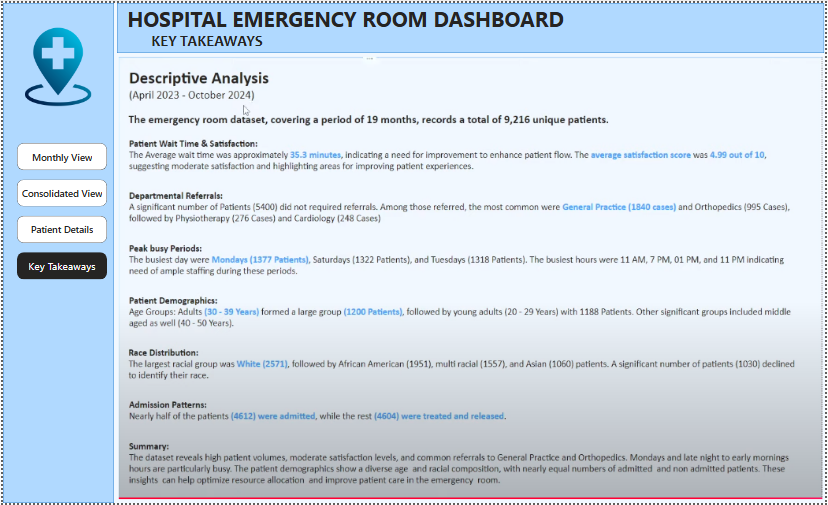 HOSPITAL EMERGENCY ROOM DASHBOARD
KEY TAKEAWAYS
Monthly View
Consolidated View
Patient Details
Key Takeaways
Descriptive Analysis
(April 2023 - October 2024)
The emergency room dataset, covering a period of 19 months, records a total of 9,216 unique patients.
Patient Wait Time & Satisfaction:
The Average wait time was approximately 35.3 minutes, indicating a need for improvement to enhance patient flow. The average satisfaction score was 4.99 out of 10,
suggesting moderate satisfaction and highlighting areas for improving patient experiences.
Departmental Referrals:
A significant number of Patients (5400) did not required referrals. Among those referred, the most common were General Practice (1840 cases) and Orthopedics (995 Cases),
followed by Physiotherapy (276 Cases) and Cardiology (248 Cases)
Peak busy Periods:
The busiest day were Mondays (1377 Patients), Saturdays (1322 Patients), and Tuesdays (1318 Patients). The busiest hours were 11 AM, 7 PM, 01 PM, and 11 PM indicating
need of ample staffing during these periods.
Patient Demographics:
Age Groups: Adults (30 - 39 Years) formed a large group (1200 Patients), followed by young adults (20 - 29 Years) with 1188 Patients. Other significant groups included middle
aged as well (40 - 50 Years).
Race Distribution:
The largest racial group was White (2571), followed by African American (1951), multi racial (1557), and Asian (1060) patients. A significant number of patients (1030) declined
to identify their race.
Admission Patterns:
Nearly half of the patients (4612) were admitted, while the rest (4604) were treated and released.
Summary:
The dataset reveals high patient volumes, moderate satisfaction levels, and common referrals to General Practice and Orthopedics. Mondays and late night to early mornings
hours are particularly busy. The patient demographics show a diverse age and racial composition, with nearly equal numbers of admitted and non admitted patients. These
insights can help optimize resource allocation and improve patient care in the emergency room.